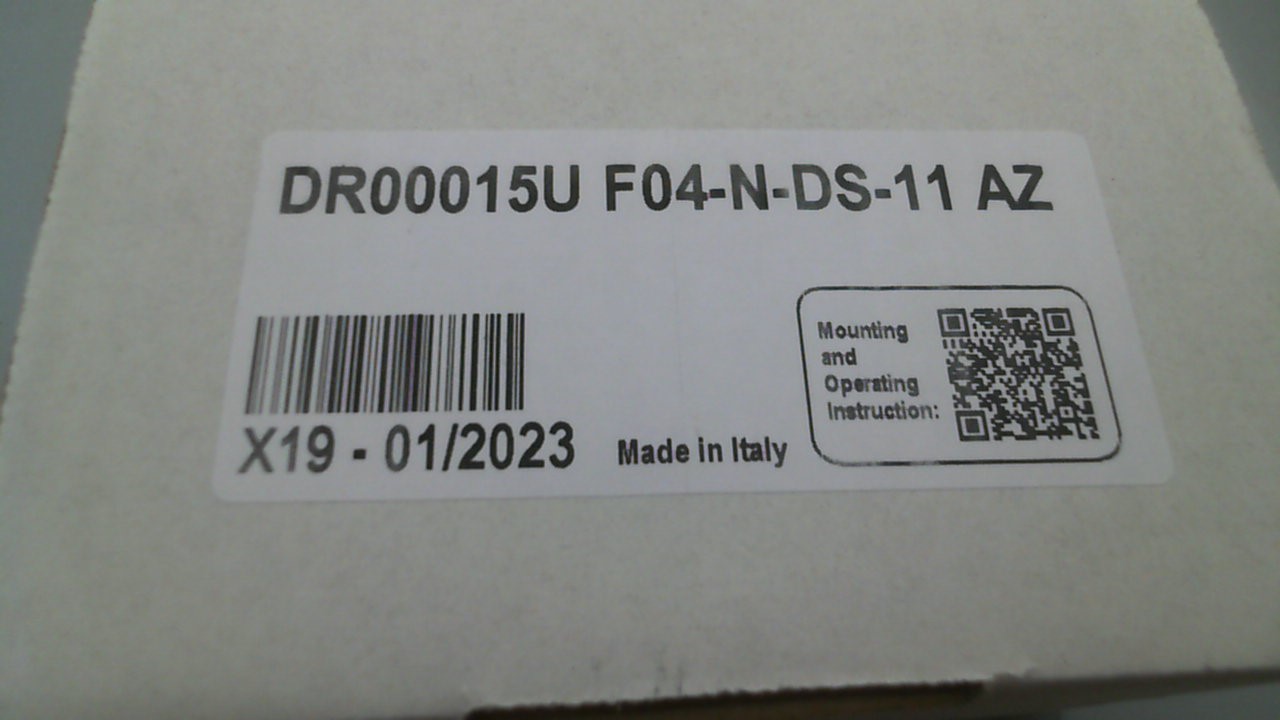 DR00015U F04-N-DS-11 AZ
X19 - 01/2023
Made in Italy
Mounting
and
Operating
Instruction: